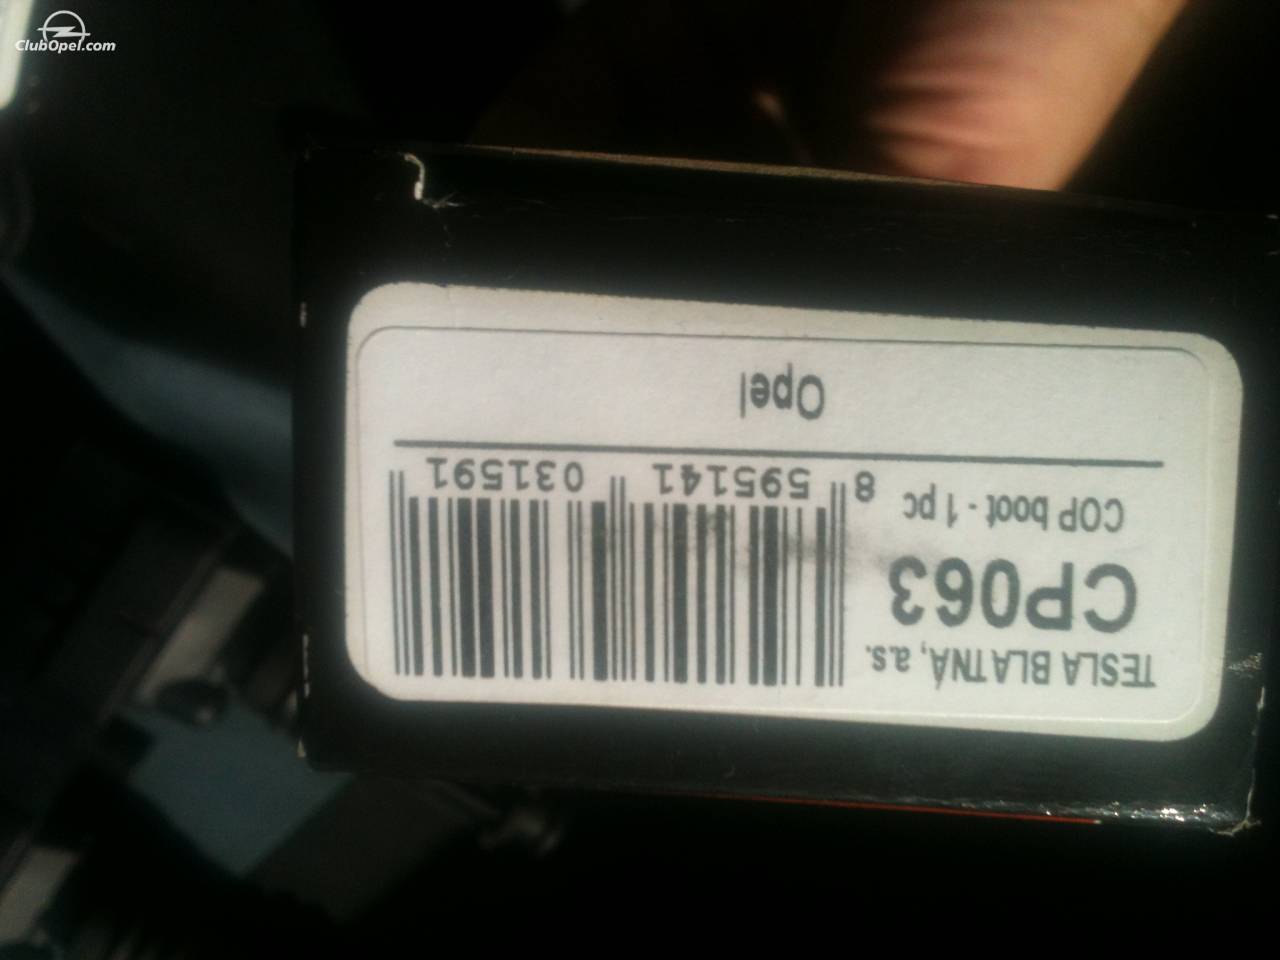 ClubOpel.com
TESLA BLATNÁ, a.s.
CP063
COP boot - 1 pc
8 595141 031591
Opel